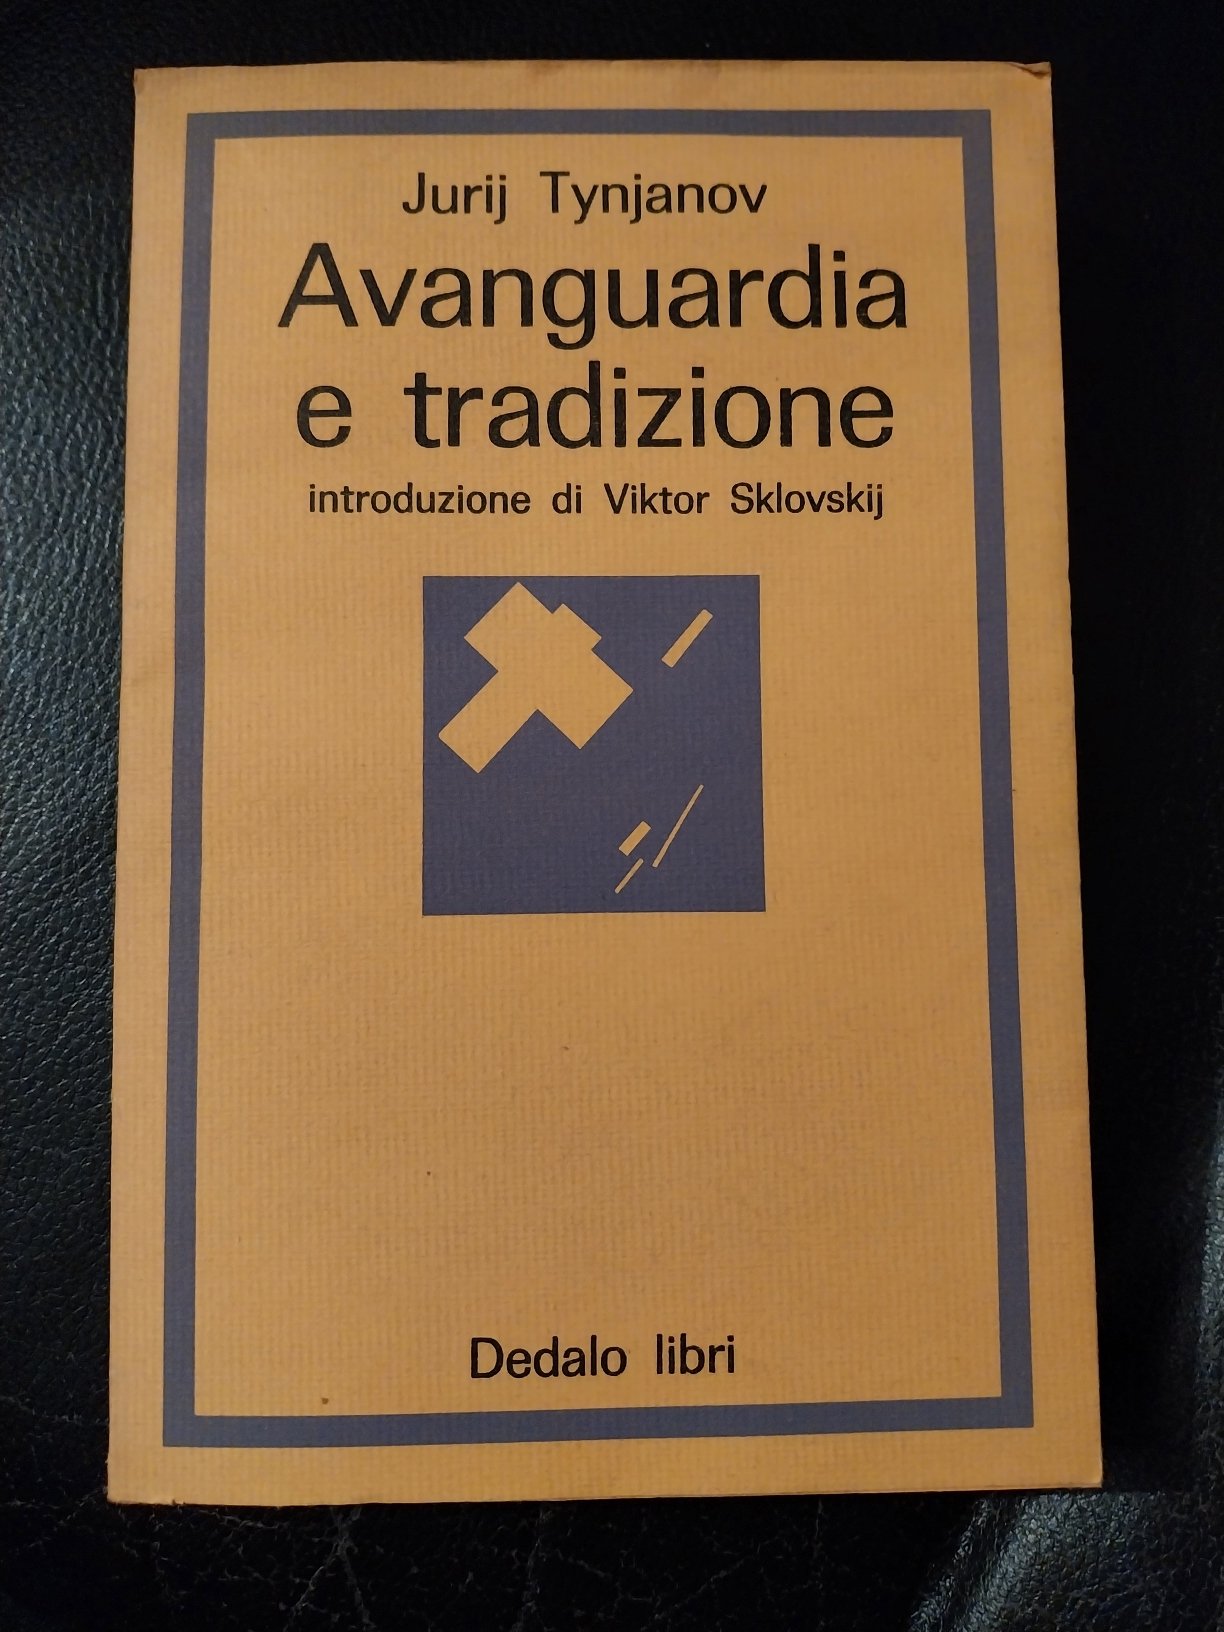 Jurij Tynjanov
Avanguardia
e tradizione
introduzione di Viktor Sklovskij
Dedalo libri